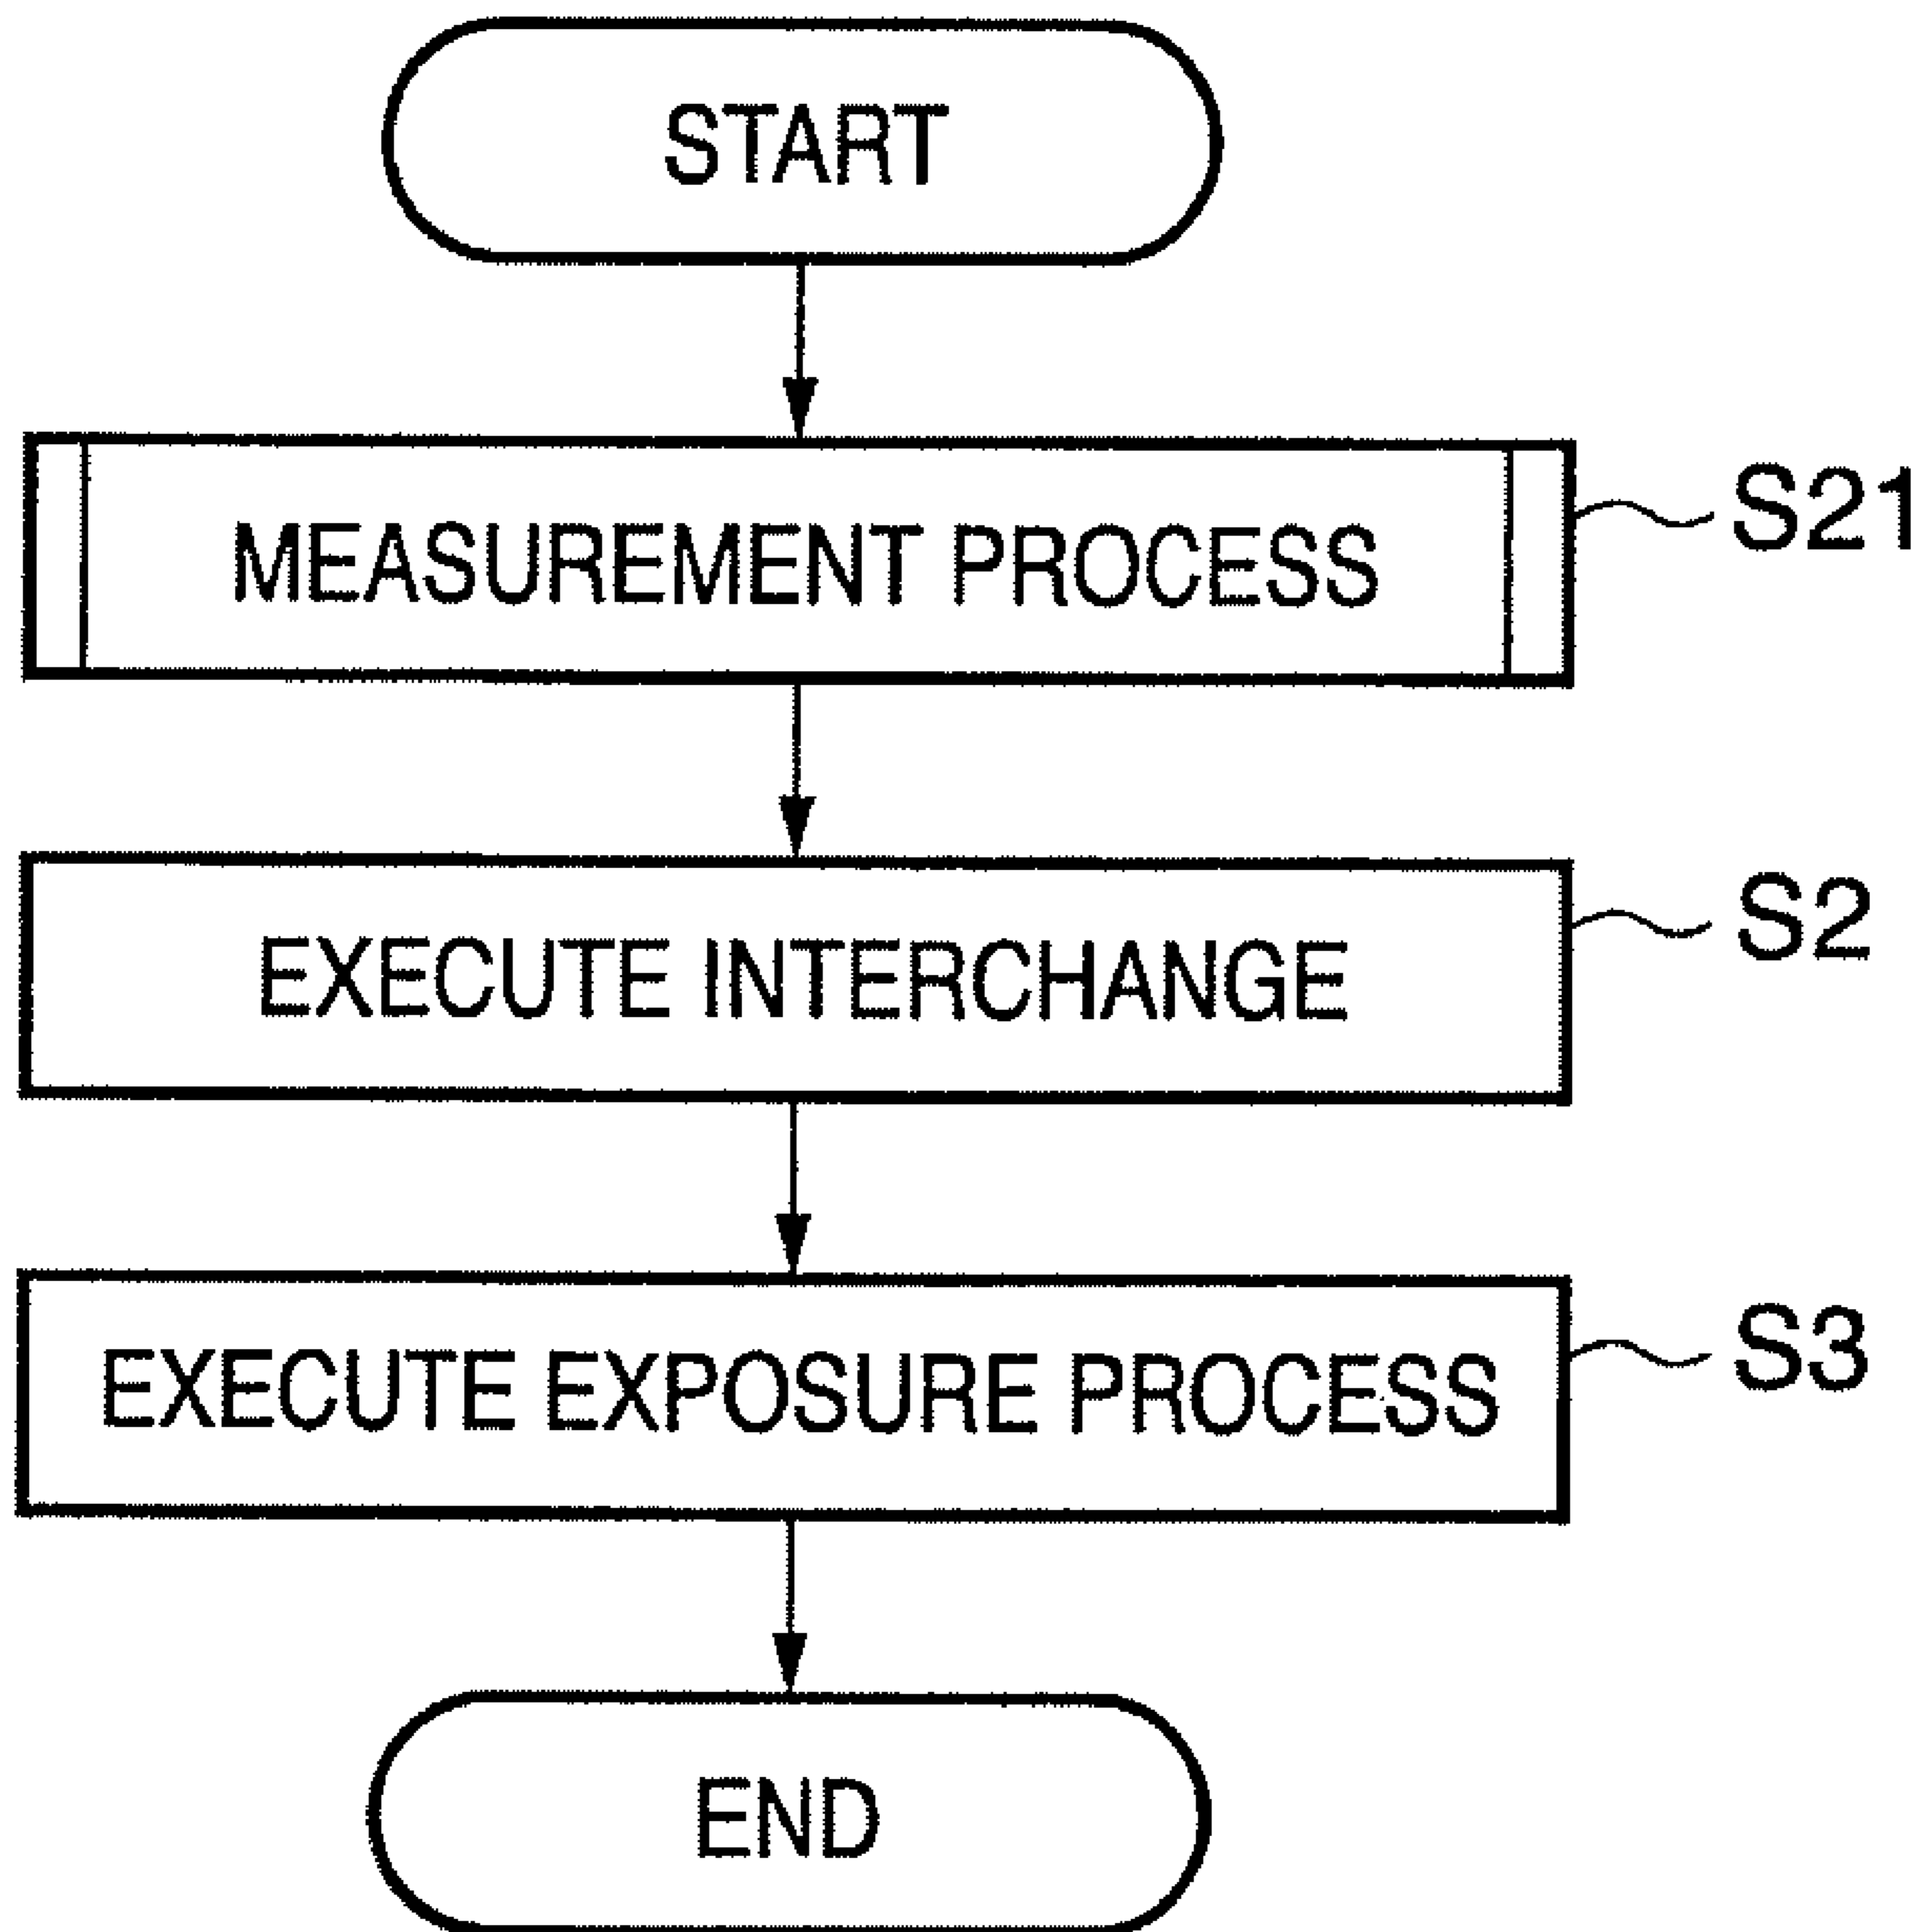 START
MEASUREMENT PROCESS S21
EXECUTE INTERCHANGE S2
EXECUTE EXPOSURE PROCESS S3
END